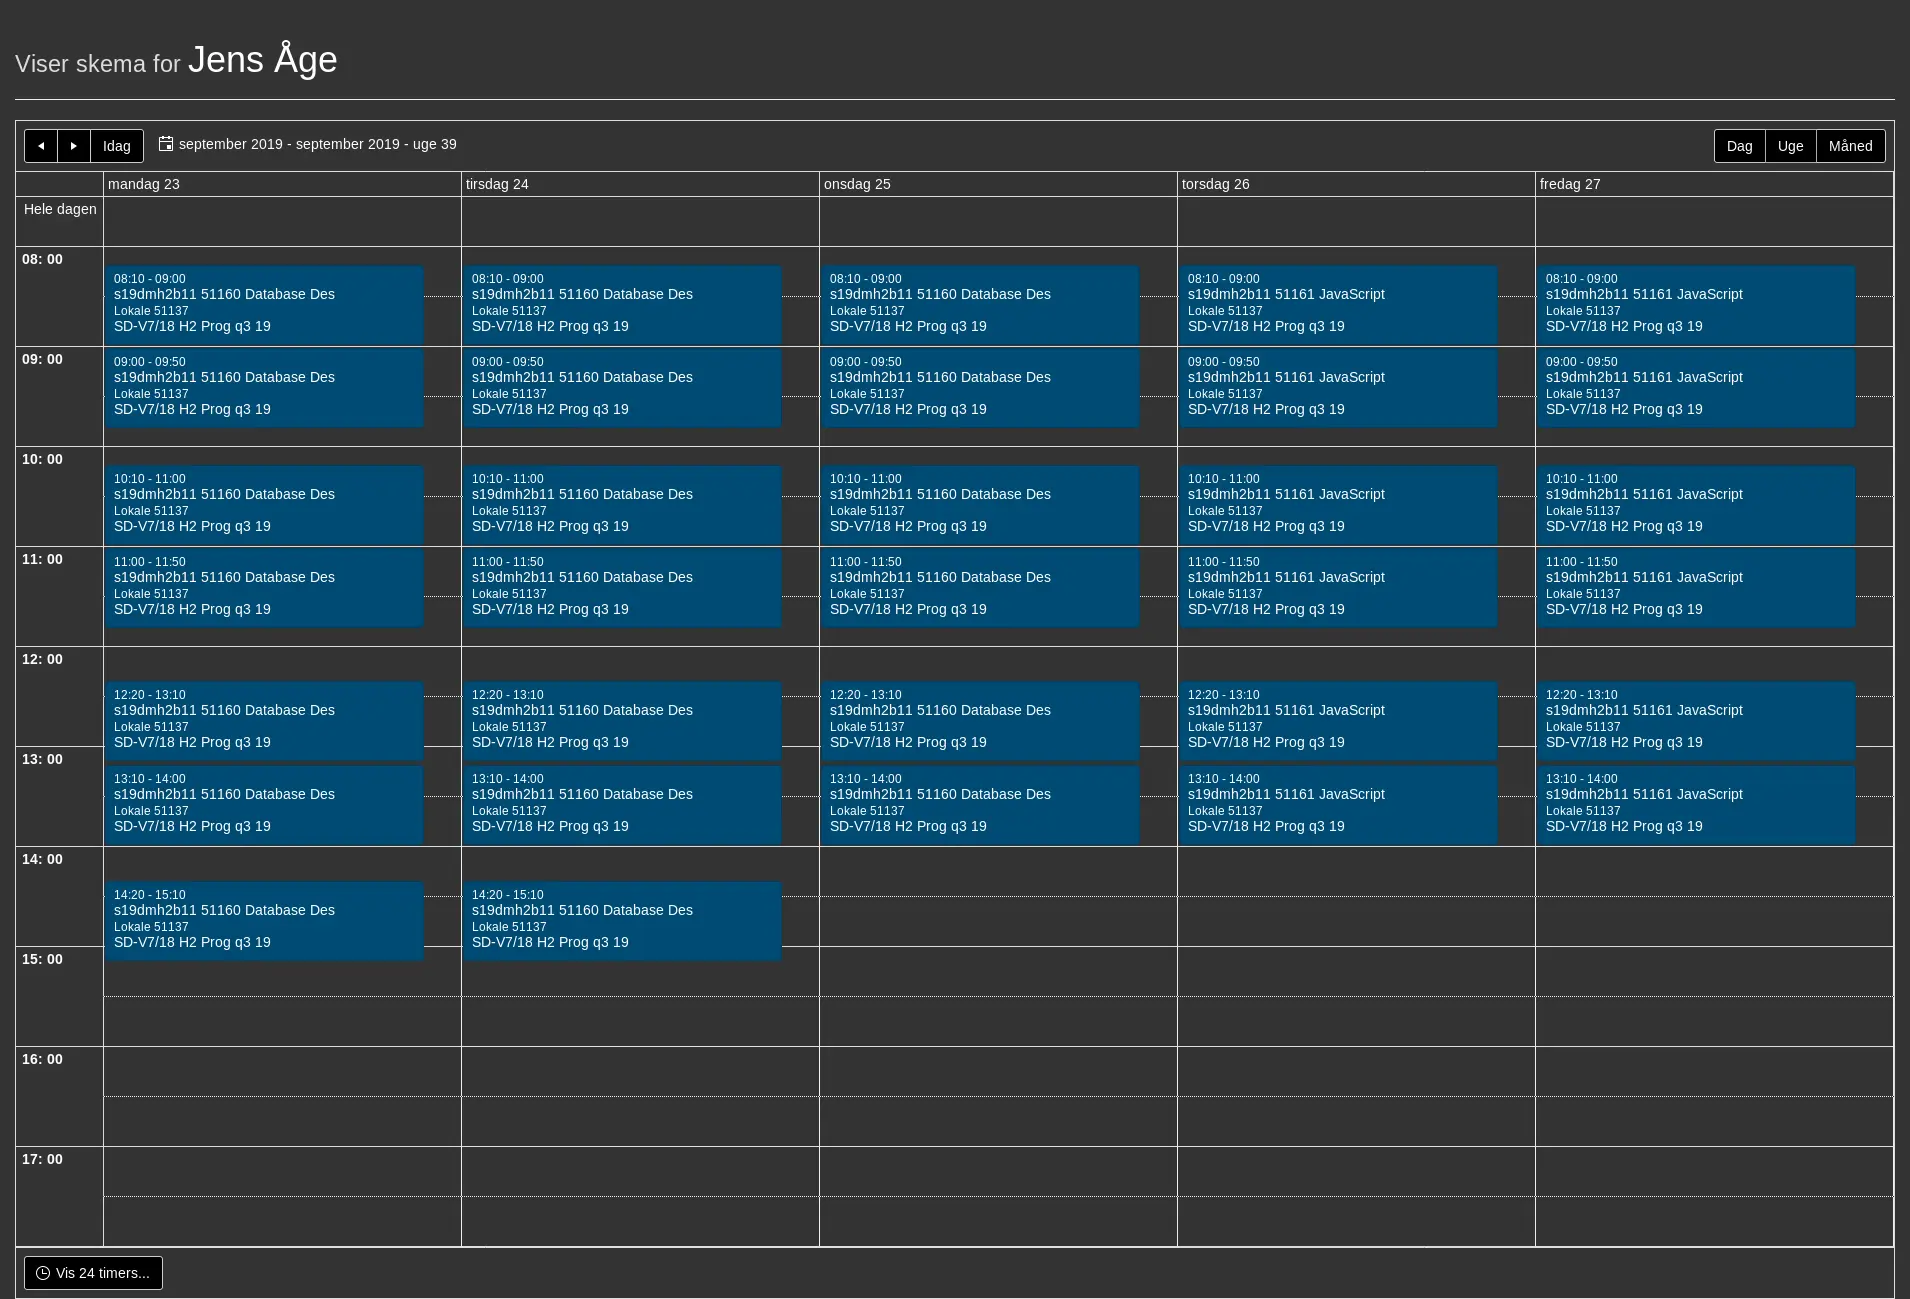 Viser skema for Jens Åge
Idag
september 2019 - september 2019 - uge 39
Dag Uge Måned
mandag 23 tirsdag 24 onsdag 25 torsdag 26 fredag 27
Hele dagen
08: 00
08:10 - 09:00 08:10 - 09:00 08:10 - 09:00 08:10 - 09:00 08:10 - 09:00
s19dmh2b11 51160 Database Des s19dmh2b11 51160 Database Des s19dmh2b11 51160 Database Des s19dmh2b11 51161 JavaScript s19dmh2b11 51161 JavaScript
Lokale 51137 Lokale 51137 Lokale 51137 Lokale 51137 Lokale 51137
SD-V7/18 H2 Prog q3 19 SD-V7/18 H2 Prog q3 19 SD-V7/18 H2 Prog q3 19 SD-V7/18 H2 Prog q3 19 SD-V7/18 H2 Prog q3 19
09: 00
09:00 - 09:50 09:00 - 09:50 09:00 - 09:50 09:00 - 09:50 09:00 - 09:50
s19dmh2b11 51160 Database Des s19dmh2b11 51160 Database Des s19dmh2b11 51160 Database Des s19dmh2b11 51161 JavaScript s19dmh2b11 51161 JavaScript
Lokale 51137 Lokale 51137 Lokale 51137 Lokale 51137 Lokale 51137
SD-V7/18 H2 Prog q3 19 SD-V7/18 H2 Prog q3 19 SD-V7/18 H2 Prog q3 19 SD-V7/18 H2 Prog q3 19 SD-V7/18 H2 Prog q3 19
10: 00
10:10 - 11:00 10:10 - 11:00 10:10 - 11:00 10:10 - 11:00 10:10 - 11:00
s19dmh2b11 51160 Database Des s19dmh2b11 51160 Database Des s19dmh2b11 51160 Database Des s19dmh2b11 51161 JavaScript s19dmh2b11 51161 JavaScript
Lokale 51137 Lokale 51137 Lokale 51137 Lokale 51137 Lokale 51137
SD-V7/18 H2 Prog q3 19 SD-V7/18 H2 Prog q3 19 SD-V7/18 H2 Prog q3 19 SD-V7/18 H2 Prog q3 19 SD-V7/18 H2 Prog q3 19
11: 00
11:00 - 11:50 11:00 - 11:50 11:00 - 11:50 11:00 - 11:50 11:00 - 11:50
s19dmh2b11 51160 Database Des s19dmh2b11 51160 Database Des s19dmh2b11 51160 Database Des s19dmh2b11 51161 JavaScript s19dmh2b11 51161 JavaScript
Lokale 51137 Lokale 51137 Lokale 51137 Lokale 51137 Lokale 51137
SD-V7/18 H2 Prog q3 19 SD-V7/18 H2 Prog q3 19 SD-V7/18 H2 Prog q3 19 SD-V7/18 H2 Prog q3 19 SD-V7/18 H2 Prog q3 19
12: 00
12:20 - 13:10 12:20 - 13:10 12:20 - 13:10 12:20 - 13:10 12:20 - 13:10
s19dmh2b11 51160 Database Des s19dmh2b11 51160 Database Des s19dmh2b11 51160 Database Des s19dmh2b11 51161 JavaScript s19dmh2b11 51161 JavaScript
Lokale 51137 Lokale 51137 Lokale 51137 Lokale 51137 Lokale 51137
SD-V7/18 H2 Prog q3 19 SD-V7/18 H2 Prog q3 19 SD-V7/18 H2 Prog q3 19 SD-V7/18 H2 Prog q3 19 SD-V7/18 H2 Prog q3 19
13: 00
13:10 - 14:00 13:10 - 14:00 13:10 - 14:00 13:10 - 14:00 13:10 - 14:00
s19dmh2b11 51160 Database Des s19dmh2b11 51160 Database Des s19dmh2b11 51160 Database Des s19dmh2b11 51161 JavaScript s19dmh2b11 51161 JavaScript
Lokale 51137 Lokale 51137 Lokale 51137 Lokale 51137 Lokale 51137
SD-V7/18 H2 Prog q3 19 SD-V7/18 H2 Prog q3 19 SD-V7/18 H2 Prog q3 19 SD-V7/18 H2 Prog q3 19 SD-V7/18 H2 Prog q3 19
14: 00
14:20 - 15:10 14:20 - 15:10
s19dmh2b11 51160 Database Des s19dmh2b11 51160 Database Des
Lokale 51137 Lokale 51137
SD-V7/18 H2 Prog q3 19 SD-V7/18 H2 Prog q3 19
15: 00
16: 00
17: 00
Vis 24 timers...